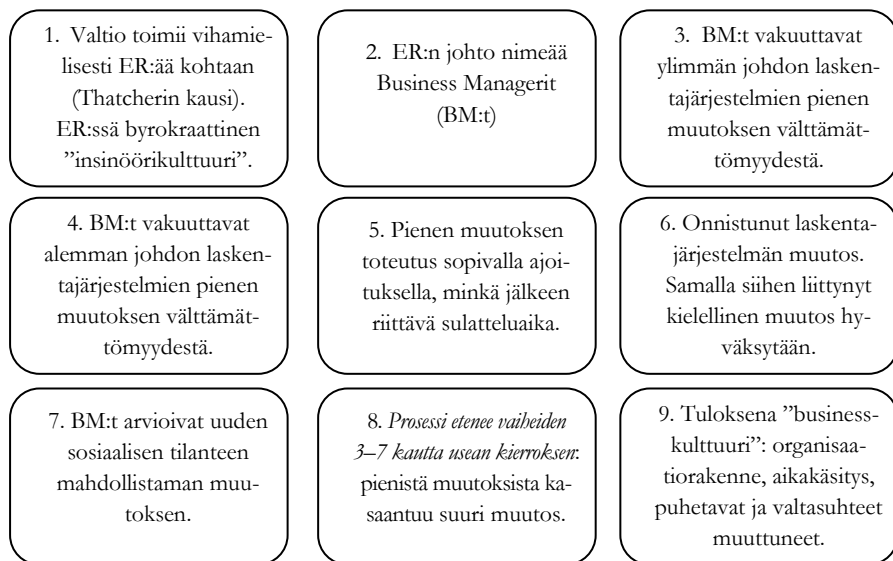 1. Valtio toimii vihamie-
lisesti ER:ää kohtaan
(Thatcherin kausi).
ER:ssä byrokraattinen
”insinöörikulttuuri”.
2. ER:n johto nimeää
Business Managerit
(BM:t)
3. BM:t vakuuttavat
ylimmän johdon lasken-
tajärjestelmien pienen
muutoksen välttämät-
tömyydestä.
4. BM:t vakuuttavat
alemman johdon lasken-
tajärjestelmien pienen
muutoksen välttämät-
tömyydestä.
5. Pienen muutoksen
toteutus sopivalla ajoi-
tuksella, minkä jälkeen
riittävä sulatteluaika.
6. Onnistunut laskenta-
järjestelmän muutos.
Samalla siihen liittynyt
kielellinen muutos hy-
väksytään.
7. BM:t arvioivat uuden
sosiaalisen tilanteen
mahdollistaman muu-
toksen.
8. Prosessi etenee vaiheiden
3–7 kautta usean kierroksen:
pienistä muutoksista ka-
saantuu suuri muutos.
9. Tuloksena ”business-
kulttuuri”: organisaa-
tiorakenne, aikakäsitys,
puhetavat ja valtasuhteet
muuttuneet.